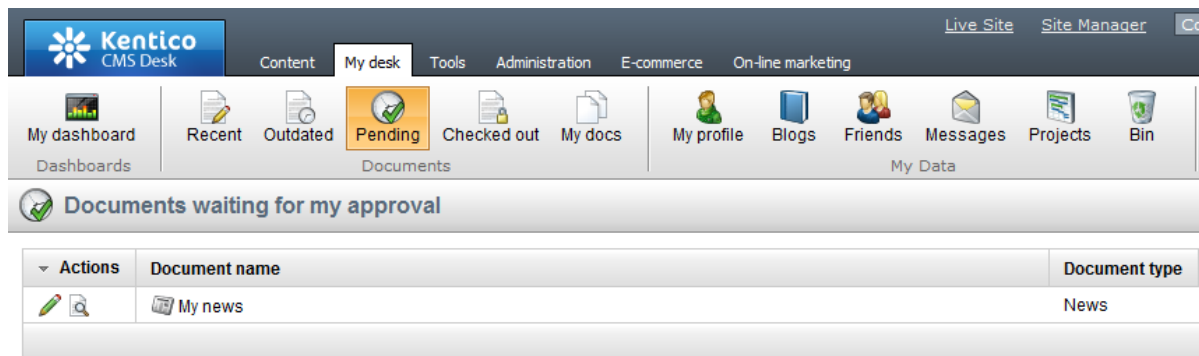 Live Site Site Manager Co
Kentico
CMS Desk
Content My desk Tools Administration E-commerce On-line marketing
My dashboard Recent Outdated Pending Checked out My docs My profile Blogs Friends Messages Projects Bin
Dashboards Documents My Data
Documents waiting for my approval
Actions Document name Document type
My news News